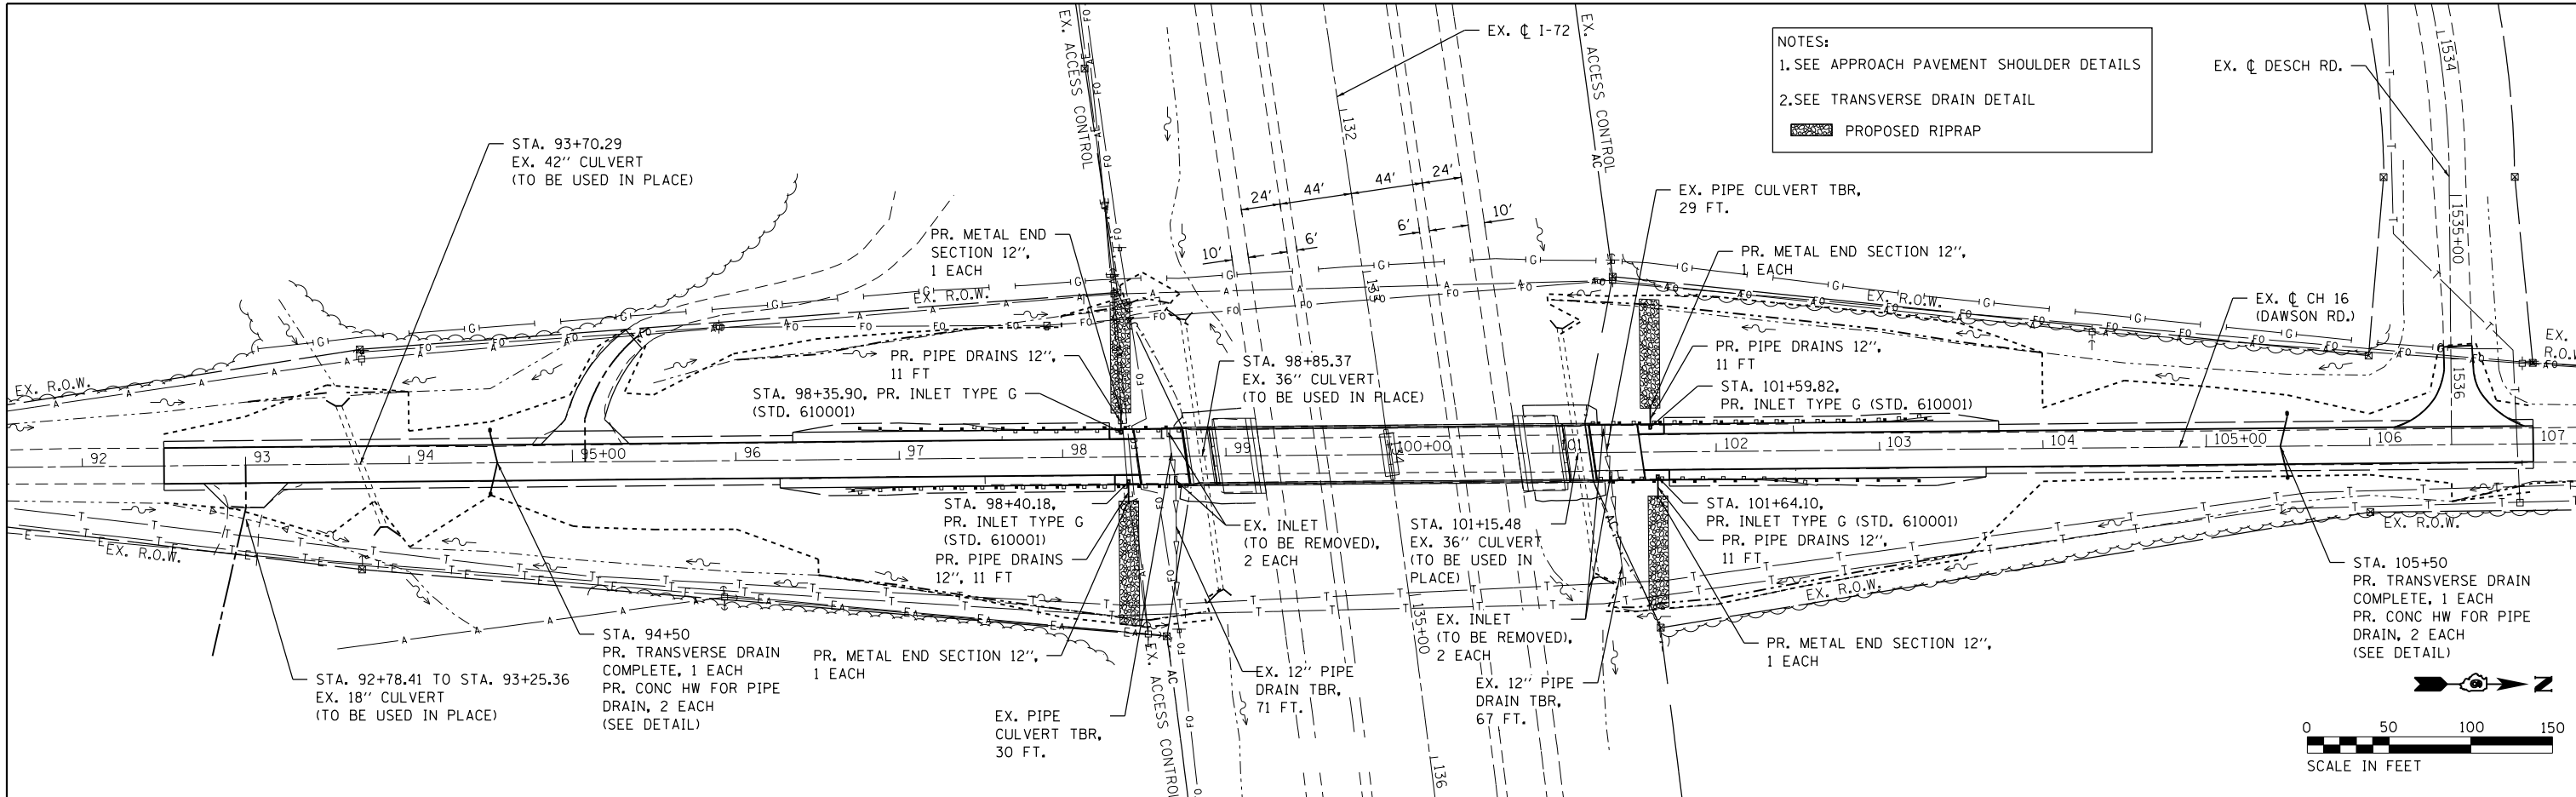 NOTES:
1. SEE APPROACH PAVEMENT SHOULDER DETAILS
2. SEE TRANSVERSE DRAIN DETAIL
PROPOSED RIPRAP
EX. ℄ I-72
EX. ACCESS CONTROL
EX. ACCESS CONTROL
EX. ℄ DESCH RD.
1534
1535+00
1536
132
STA. 93+70.29
EX. 42" CULVERT
(TO BE USED IN PLACE)
24'
44'
44'
24'
10'
6'
6'
10'
PR. METAL END
SECTION 12",
1 EACH
EX. PIPE CULVERT TBR,
29 FT.
PR. METAL END SECTION 12",
1 EACH
EX. R.O.W.
EX. R.O.W.
EX. R.O.W.
EX. ℄ CH 16
(DAWSON RD.)
PR. PIPE DRAINS 12",
11 FT
STA. 98+35.90, PR. INLET TYPE G
(STD. 610001)
STA. 98+85.37
EX. 36" CULVERT
(TO BE USED IN PLACE)
PR. PIPE DRAINS 12",
11 FT
STA. 101+59.82,
PR. INLET TYPE G (STD. 610001)
92
93
94
95+00
96
97
98
99
100+00
101
102
103
104
105+00
106
107
STA. 98+40.18,
PR. INLET TYPE G
(STD. 610001)
PR. PIPE DRAINS
12", 11 FT
EX. INLET
(TO BE REMOVED),
2 EACH
STA. 101+15.48
EX. 36" CULVERT
(TO BE USED IN
PLACE)
STA. 101+64.10,
PR. INLET TYPE G (STD. 610001)
PR. PIPE DRAINS 12",
11 FT
EX. R.O.W.
EX. R.O.W.
EX. R.O.W.
STA. 92+78.41 TO STA. 93+25.36
EX. 18" CULVERT
(TO BE USED IN PLACE)
STA. 94+50
PR. TRANSVERSE DRAIN
COMPLETE, 1 EACH
PR. CONC HW FOR PIPE
DRAIN, 2 EACH
(SEE DETAIL)
PR. METAL END SECTION 12",
1 EACH
EX. PIPE
CULVERT TBR,
30 FT.
EX. ACCESS CONTROL
EX. 12" PIPE
DRAIN TBR,
71 FT.
135+00
136
EX. INLET
(TO BE REMOVED),
2 EACH
EX. 12" PIPE
DRAIN TBR,
67 FT.
PR. METAL END SECTION 12",
1 EACH
STA. 105+50
PR. TRANSVERSE DRAIN
COMPLETE, 1 EACH
PR. CONC HW FOR PIPE
DRAIN, 2 EACH
(SEE DETAIL)
N
0 50 100 150
SCALE IN FEET